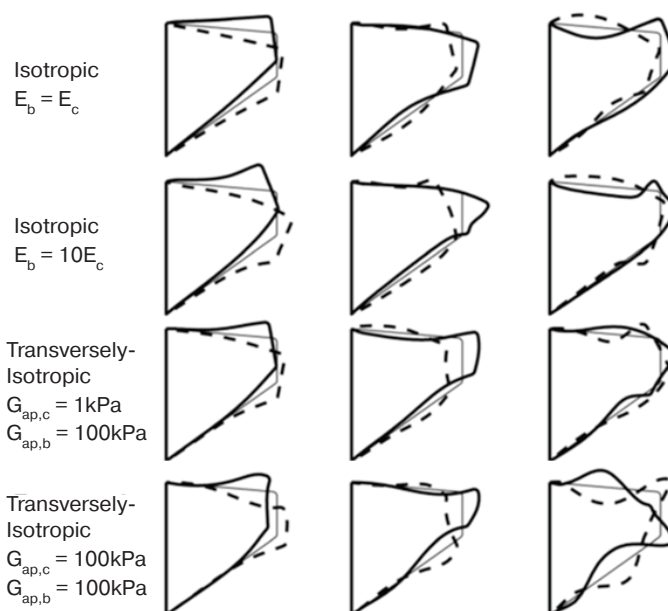 Isotropic
E_b = E_c
Isotropic
E_b = 10E_c
Transversely-
Isotropic
G_ap,c = 1kPa
G_ap,b = 100kPa
Transversely-
Isotropic
G_ap,c = 100kPa
G_ap,b = 100kPa